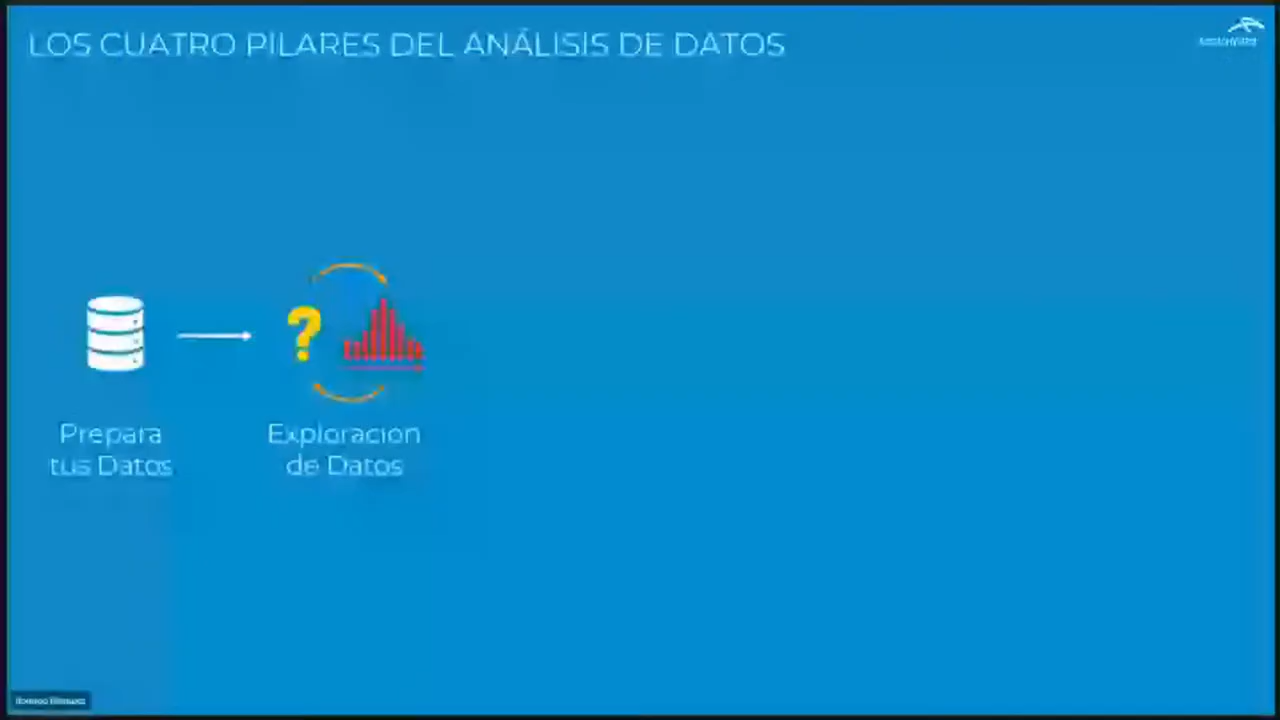 LOS CUATRO PILARES DEL ANÁLISIS DE DATOS
?
Prepara
tus Datos
Exploracion
de Datos